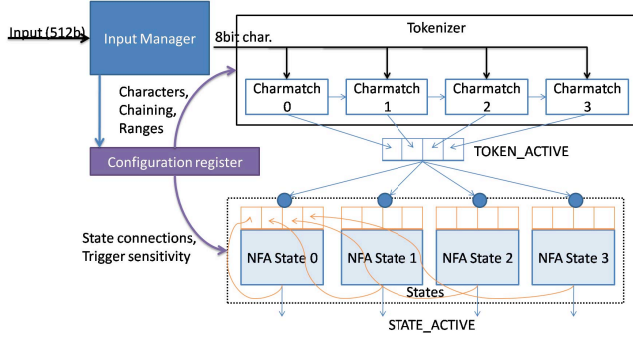 Input (512b)
Input Manager
8bit char.
Tokenizer
Charmatch
0
Charmatch
1
Charmatch
2
Charmatch
3
Characters,
Chaining,
Ranges
TOKEN_ACTIVE
Configuration register
State connections,
Trigger sensitivity
NFA State 0
NFA State 1
NFA State 2
NFA State 3
States
STATE_ACTIVE